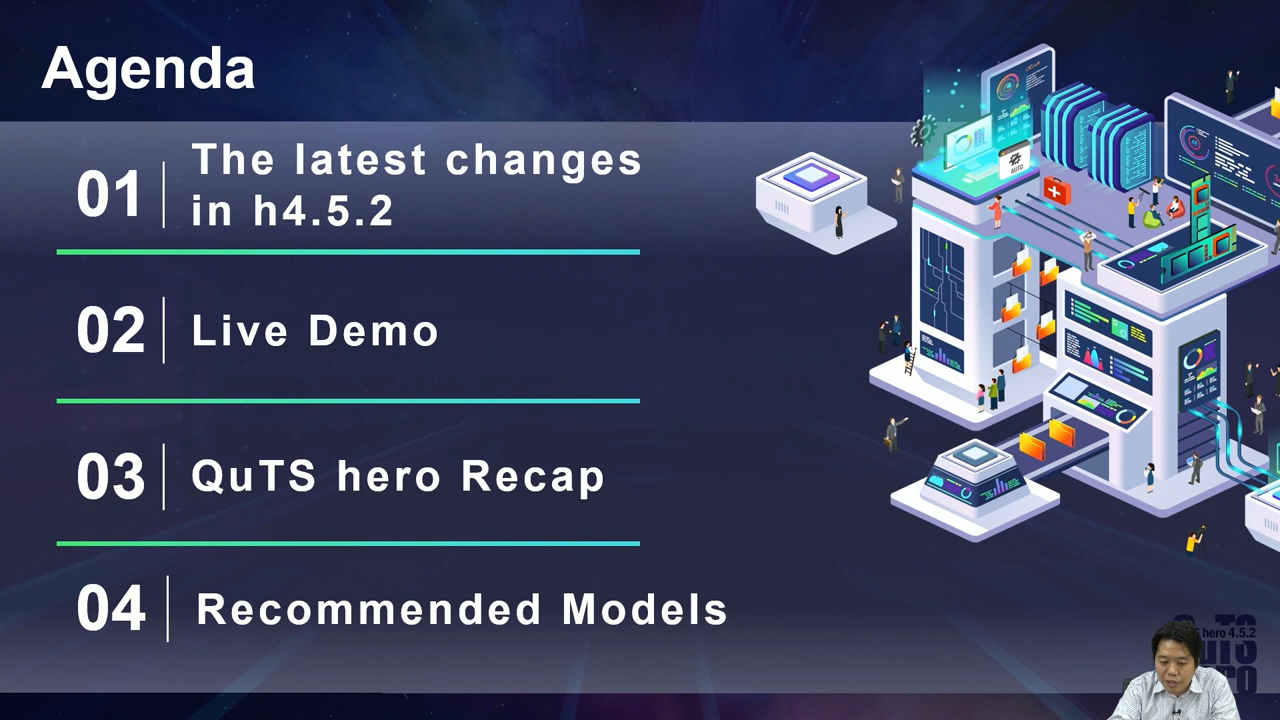 Agenda
01
The latest changes
in h4.5.2
02
Live Demo
03
QuTS hero Recap
04
Recommended Models
AUTO
hero 4.5.2